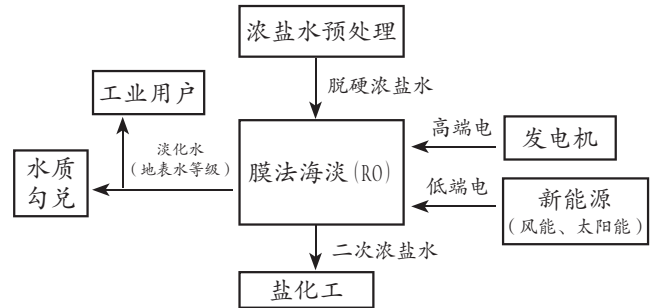 浓盐水预处理
脱硬浓盐水
工业用户
淡化水
（地表水等级）
水质
勾兑
膜法海淡(RO)
高端电
发电机
低端电
新能源
（风能、太阳能）
二次浓盐水
盐化工